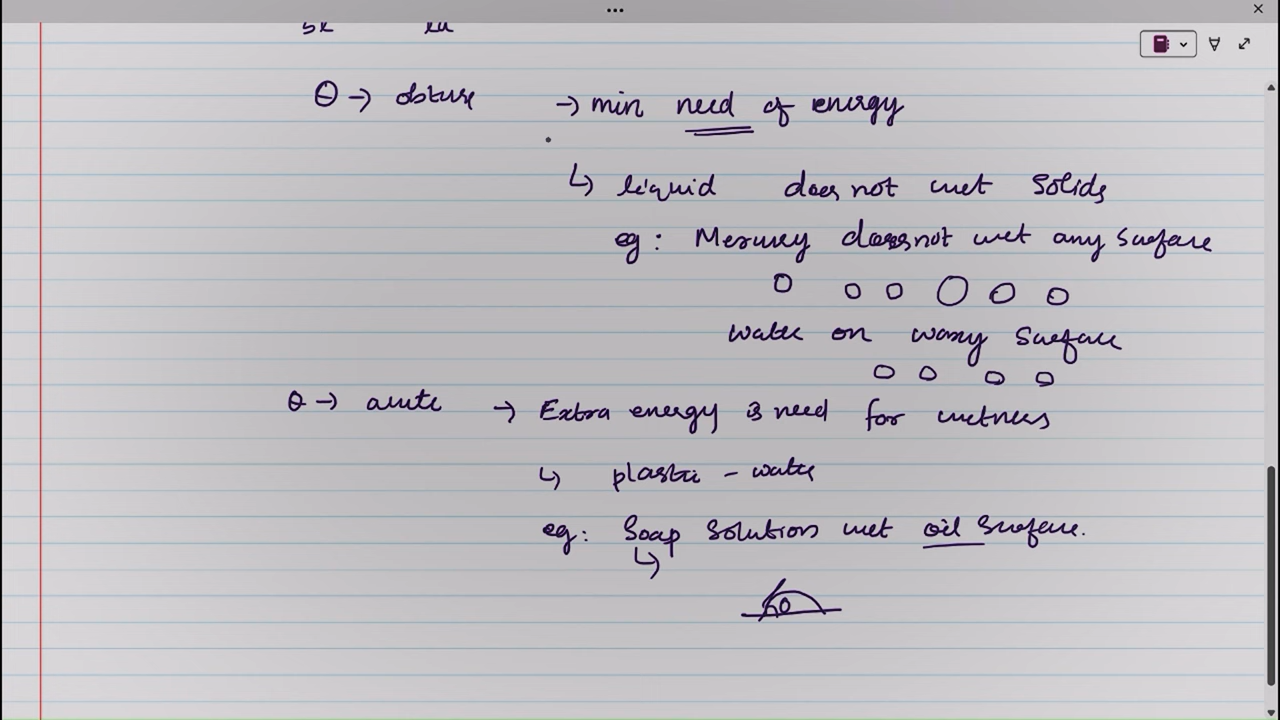 θ → obtuse → min need of energy
↳ liquid does not wet solids
eg: Mercury does not wet any surface
water on waxy surface
θ → acute → Extra energy is need for wetness
↳ plastic - water
eg: Soap solution wet oil surface.
↳
θ